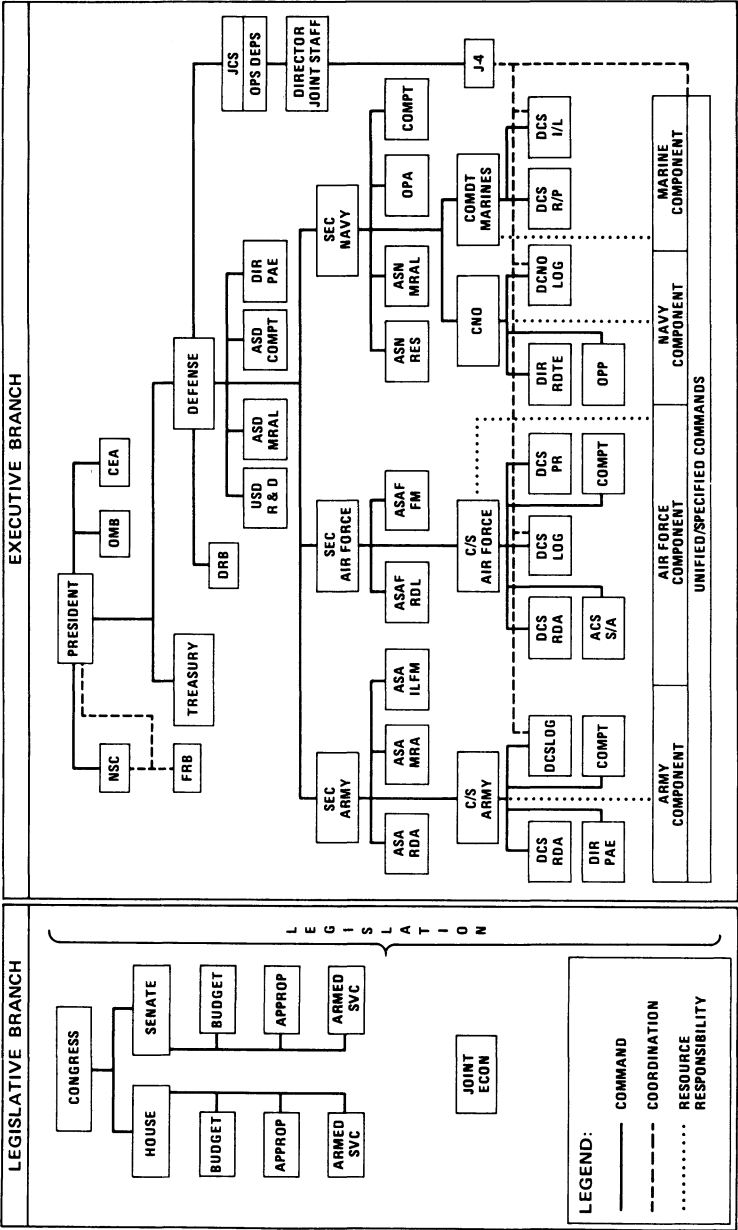 LEGISLATIVE BRANCH
CONGRESS
HOUSE
SENATE
BUDGET
BUDGET
APPROP
APPROP
ARMED
SVC
ARMED
SVC
JOINT
ECON
LEGISLATION
LEGEND:
COMMAND
COORDINATION
RESOURCE
RESPONSIBILITY
EXECUTIVE BRANCH
PRESIDENT
NSC
OMB
CEA
FRB
TREASURY
DEFENSE
DRB
JCS
OPS DEPS
DIRECTOR
JOINT STAFF
USD
R & D
ASD
MRAL
ASD
COMPT
DIR
PAE
SEC
ARMY
SEC
AIR FORCE
SEC
NAVY
ASA
RDA
ASA
MRA
ASA
ILFM
ASAF
RDL
ASAF
FM
ASN
RES
ASN
MRAL
OPA
COMPT
C/S
ARMY
C/S
AIR FORCE
CNO
COMDT
MARINES
J-4
DCS
RDA
DCSLOG
DCS
RDA
DCS
LOG
DCS
PR
DIR
RDTE
DCNO
LOG
DCS
R/P
DCS
I/L
DIR
PAE
COMPT
ACS
S/A
COMPT
OPP
ARMY
COMPONENT
AIR FORCE
COMPONENT
NAVY
COMPONENT
MARINE
COMPONENT
UNIFIED/SPECIFIED COMMANDS